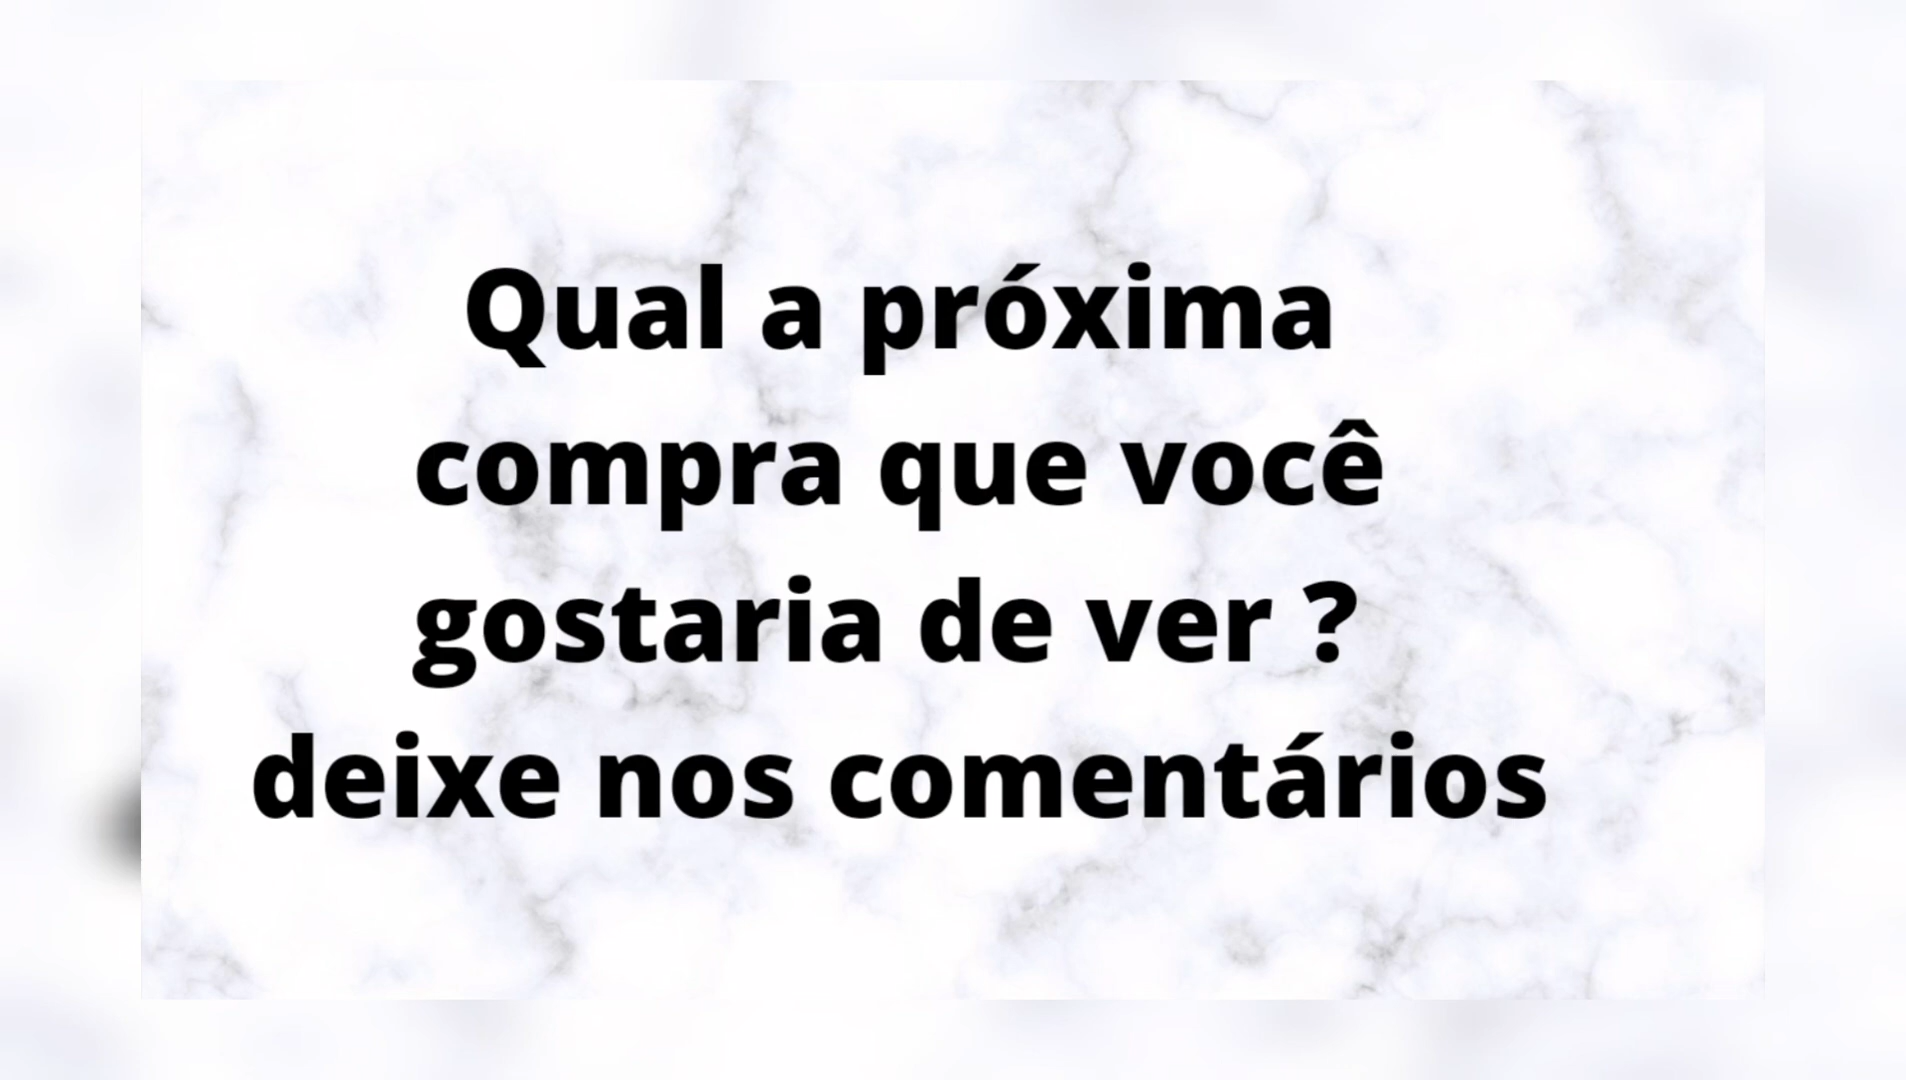 Qual a próxima
compra que você
gostaria de ver ?
deixe nos comentários